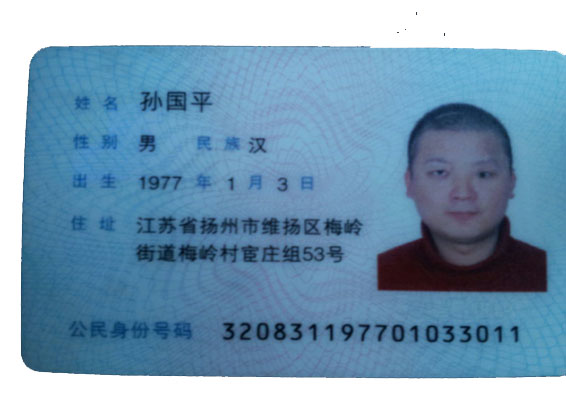 姓名 孙国平
性别 男 民族 汉
出生 1977 年 1 月 3 日
住址 江苏省扬州市维扬区梅岭
街道梅岭村宦庄组53号
公民身份号码 320831197701033011